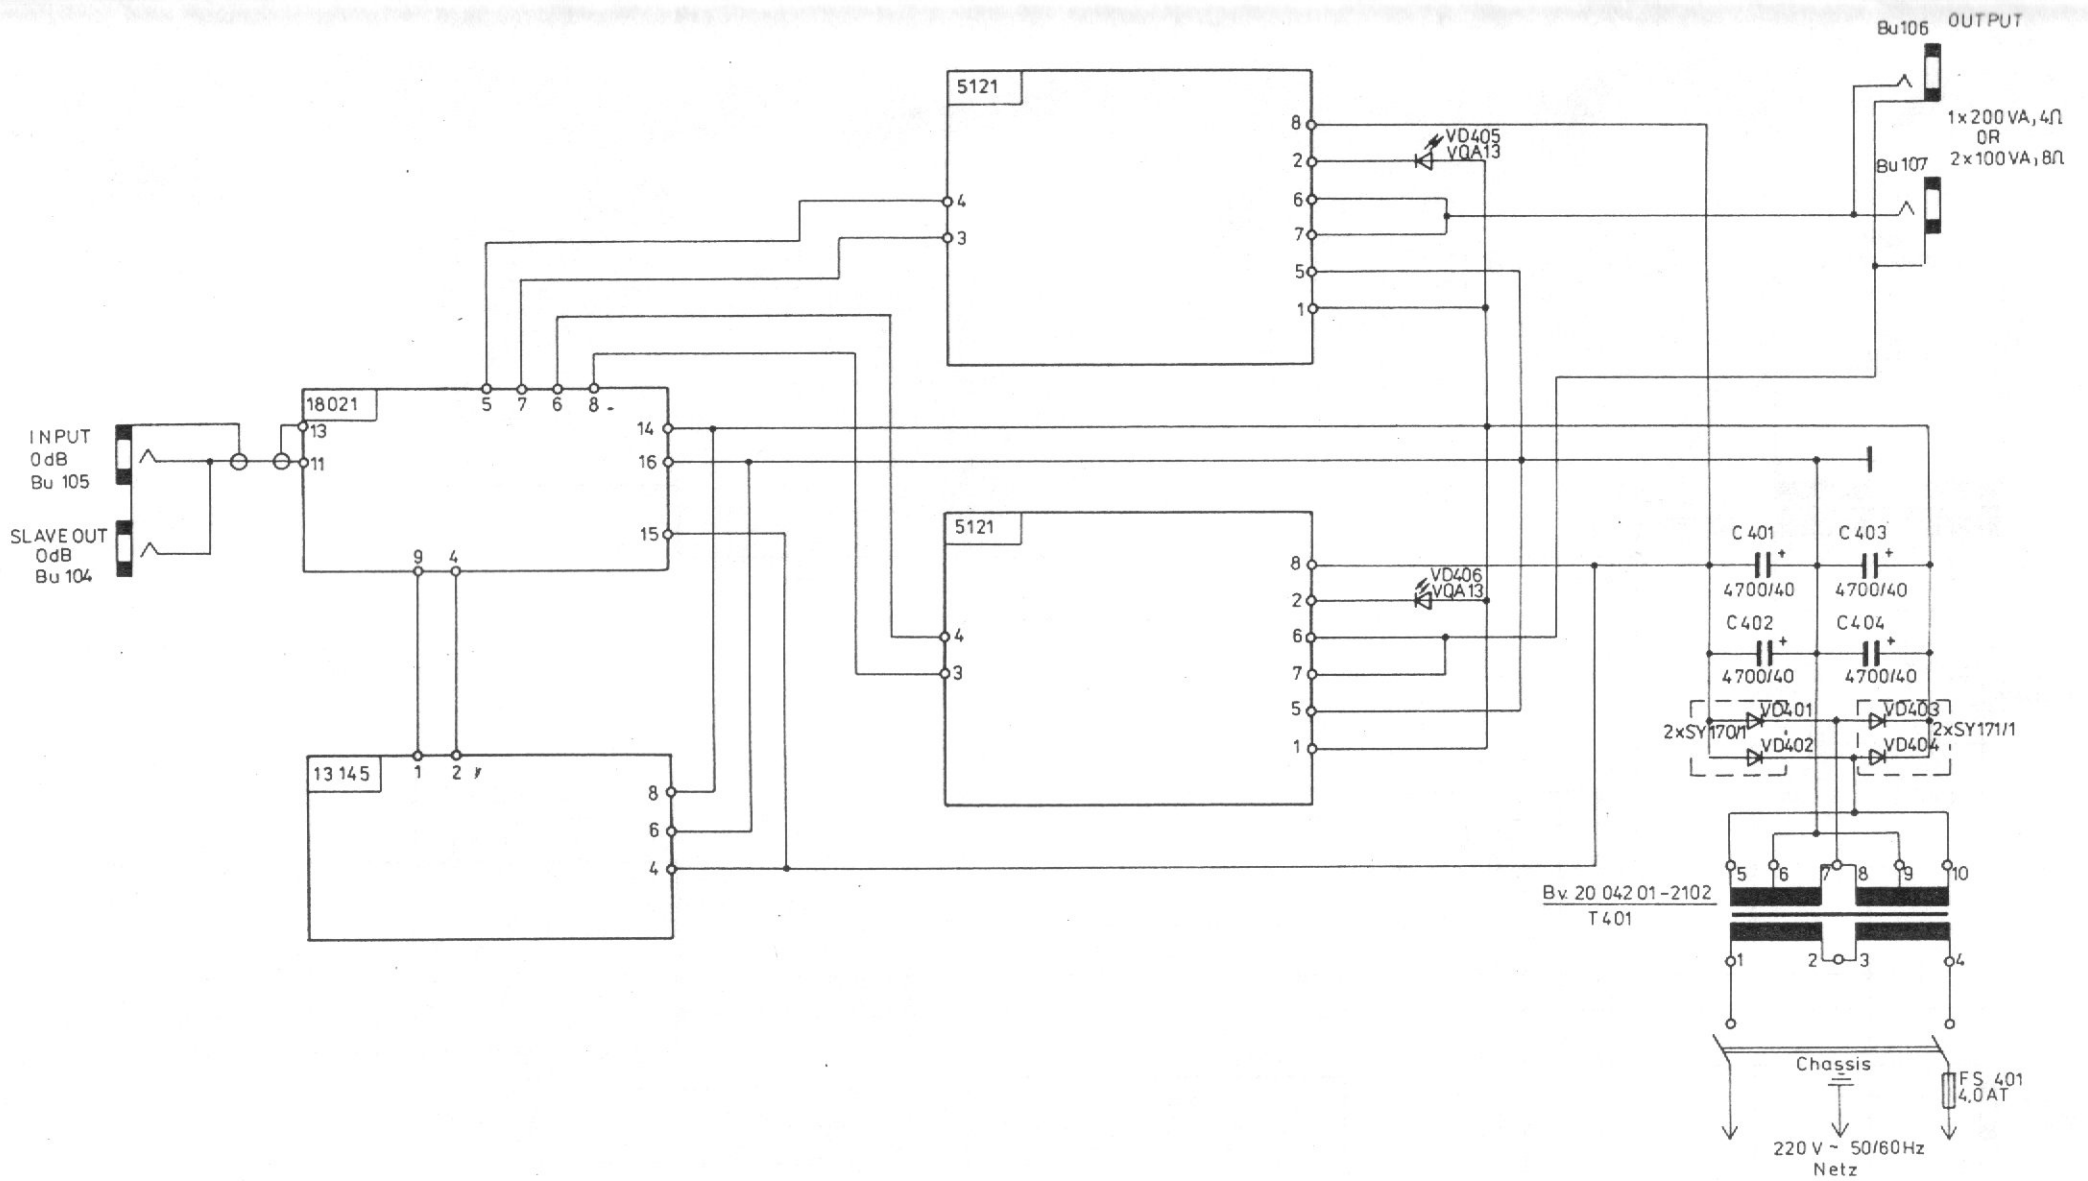 Bu106 OUTPUT
1x200VA,4Ω
OR
2x100VA,8Ω
Bu107
5121
8
VD405
VQA13
2
6
7
5
1
4
3
18021
5 7 6 8
13
11
14
16
15
9 4
INPUT
0dB
Bu 105
SLAVE OUT
0dB
Bu 104
5121
8
VD406
VQA13
2
6
7
5
1
4
3
13 145
1 2
8
6
4
C401 + C403 +
4700/40 4700/40
C402 + C404 +
4700/40 4700/40
VD401 VD403
2xSY170/1 2xSY171/1
VD402 VD404
5 6 7 8 9 10
Bv. 20 042 01-2102
T401
1 2 3 4
Chassis
FS 401
4,0AT
220 V ~ 50/60Hz
Netz